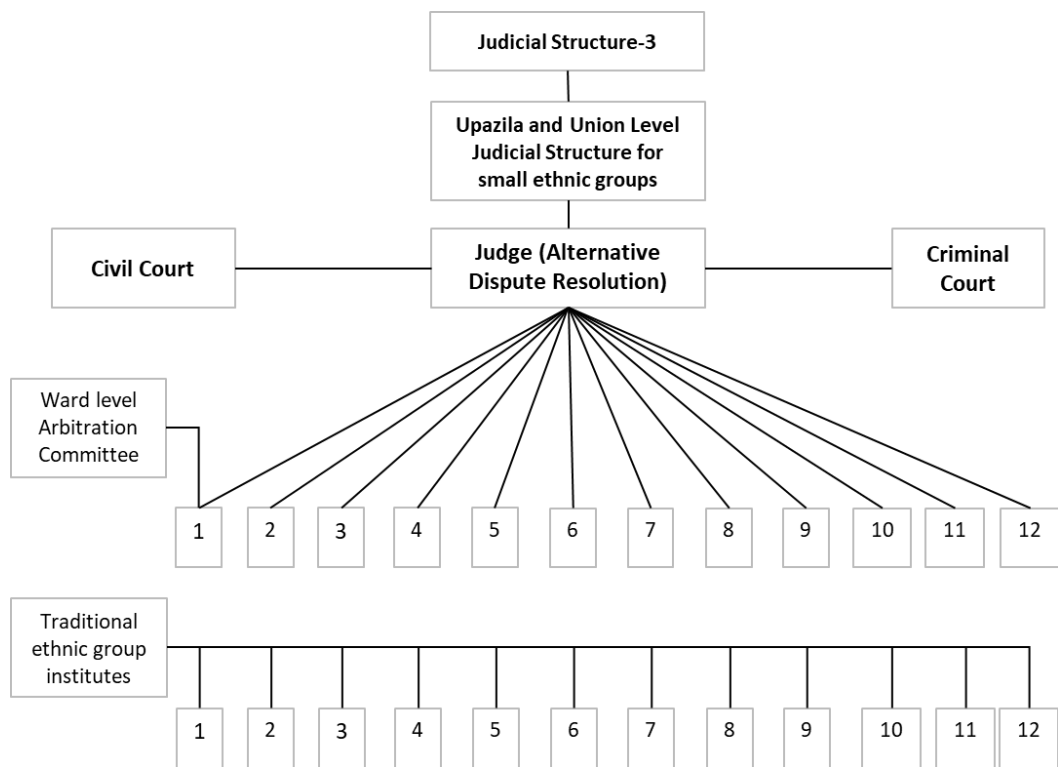 Judicial Structure-3
Upazila and Union Level
Judicial Structure for
small ethnic groups
Civil Court
Judge (Alternative
Dispute Resolution)
Criminal
Court
Ward level
Arbitration
Committee
1 2 3 4 5 6 7 8 9 10 11 12
Traditional
ethnic group
institutes
1 2 3 4 5 6 7 8 9 10 11 12